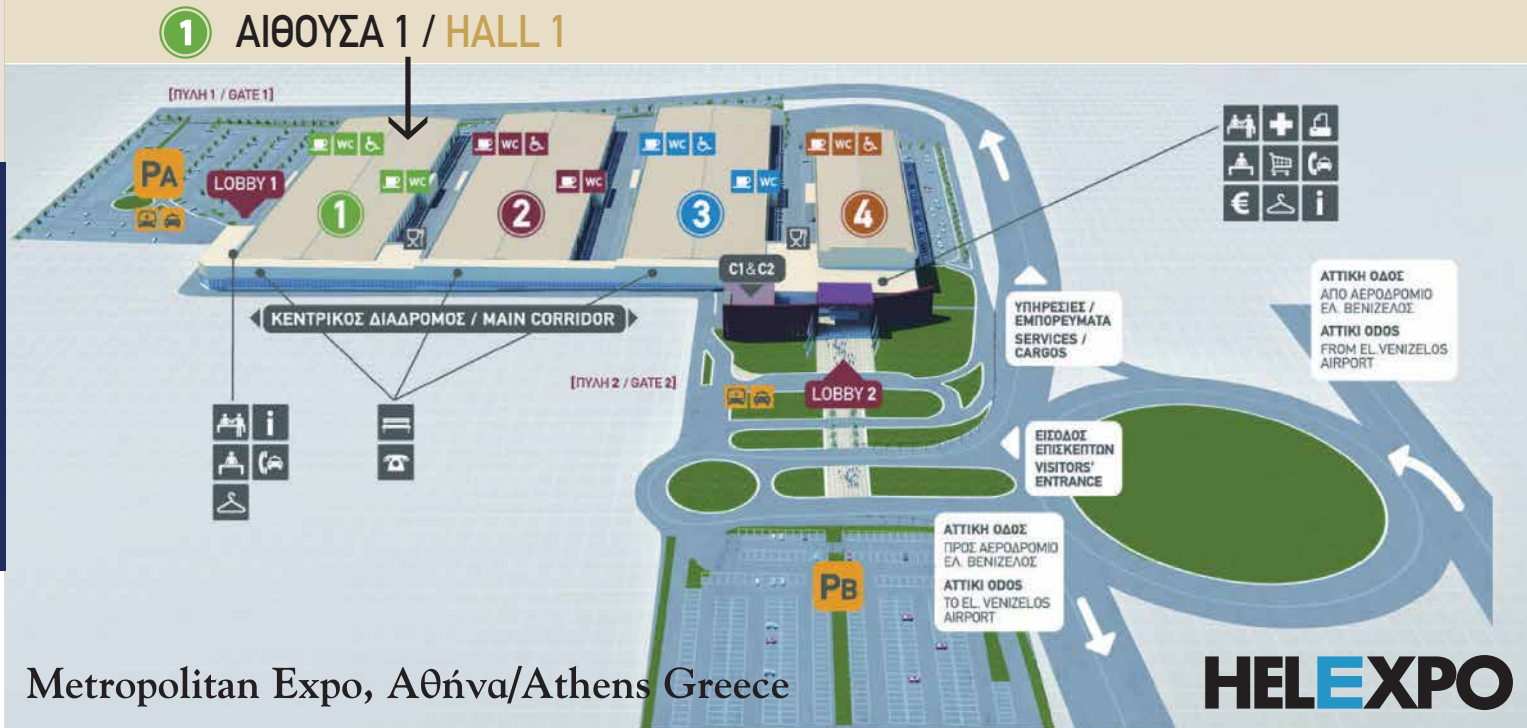 1 ΑΙΘΟΥΣΑ 1 / HALL 1
[ΠΥΛΗ 1 / GATE 1]
PA
LOBBY 1
WC
WC
1
WC
WC
2
WC
WC
3
WC
4
C1 & C2
ΚΕΝΤΡΙΚΟΣ ΔΙΑΔΡΟΜΟΣ / MAIN CORRIDOR
[ΠΥΛΗ 2 / GATE 2]
LOBBY 2
i
€ i
ΥΠΗΡΕΣΙΕΣ /
ΕΜΠΟΡΕΥΜΑΤΑ
SERVICES /
CARGOS
ΑΤΤΙΚΗ ΟΔΟΣ
ΑΠΟ ΑΕΡΟΔΡΟΜΙΟ
ΕΛ. ΒΕΝΙΖΕΛΟΣ
ATTIKI ODOS
FROM EL.VENIZELOS
AIRPORT
ΕΙΣΟΔΟΣ
ΕΠΙΣΚΕΠΤΩΝ
VISITORS'
ENTRANCE
ΑΤΤΙΚΗ ΟΔΟΣ
ΠΡΟΣ ΑΕΡΟΔΡΟΜΙΟ
ΕΛ. ΒΕΝΙΖΕΛΟΣ
ATTIKI ODOS
TO EL. VENIZELOS
AIRPORT
PB
Metropolitan Expo, Αθήνα/Athens Greece
HELEXPO